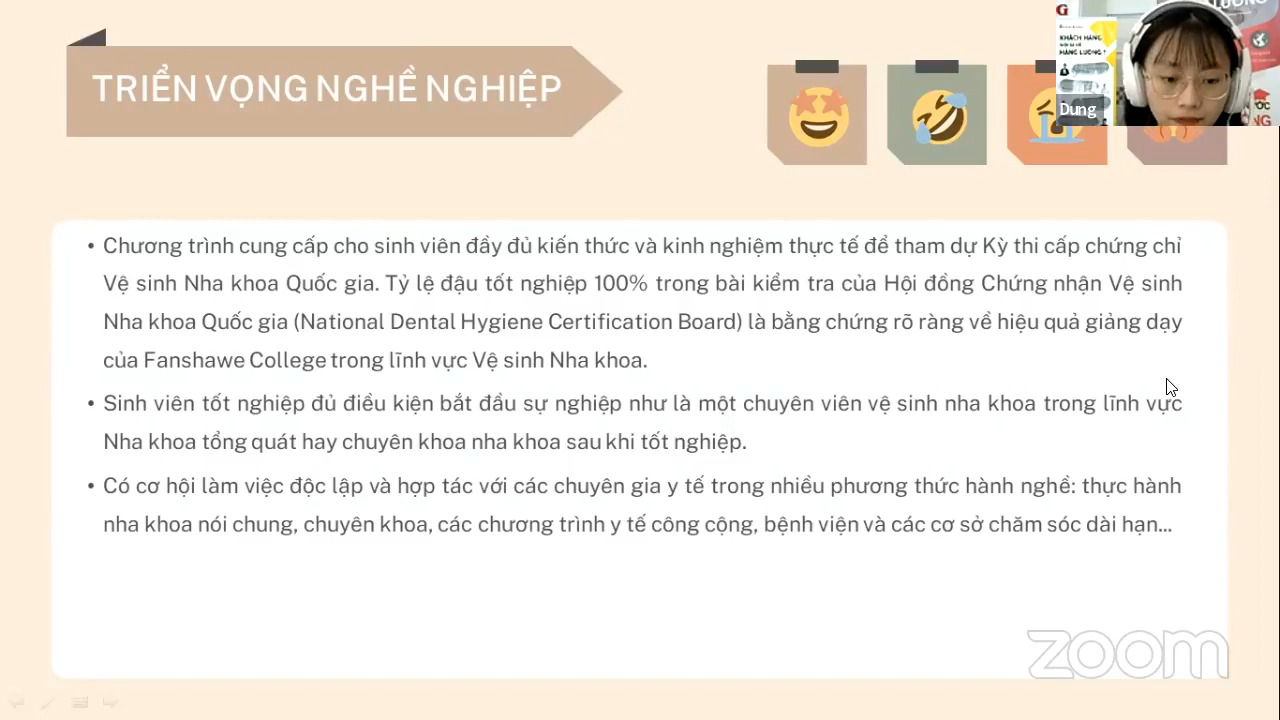 TRIỂN VỌNG NGHỀ NGHIỆP
G
LƯƠNG
KHÁCH HÀNG
HÀNG LƯƠNG ?
Dung
• Chương trình cung cấp cho sinh viên đầy đủ kiến thức và kinh nghiệm thực tế để tham dự Kỳ thi cấp chứng chỉ
Vệ sinh Nha khoa Quốc gia. Tỷ lệ đậu tốt nghiệp 100% trong bài kiểm tra của Hội đồng Chứng nhận Vệ sinh
Nha khoa Quốc gia (National Dental Hygiene Certification Board) là bằng chứng rõ ràng về hiệu quả giảng dạy
của Fanshawe College trong lĩnh vực Vệ sinh Nha khoa.
• Sinh viên tốt nghiệp đủ điều kiện bắt đầu sự nghiệp như là một chuyên viên vệ sinh nha khoa trong lĩnh vực
Nha khoa tổng quát hay chuyên khoa nha khoa sau khi tốt nghiệp.
• Có cơ hội làm việc độc lập và hợp tác với các chuyên gia y tế trong nhiều phương thức hành nghề: thực hành
nha khoa nói chung, chuyên khoa, các chương trình y tế công cộng, bệnh viện và các cơ sở chăm sóc dài hạn...
zoom